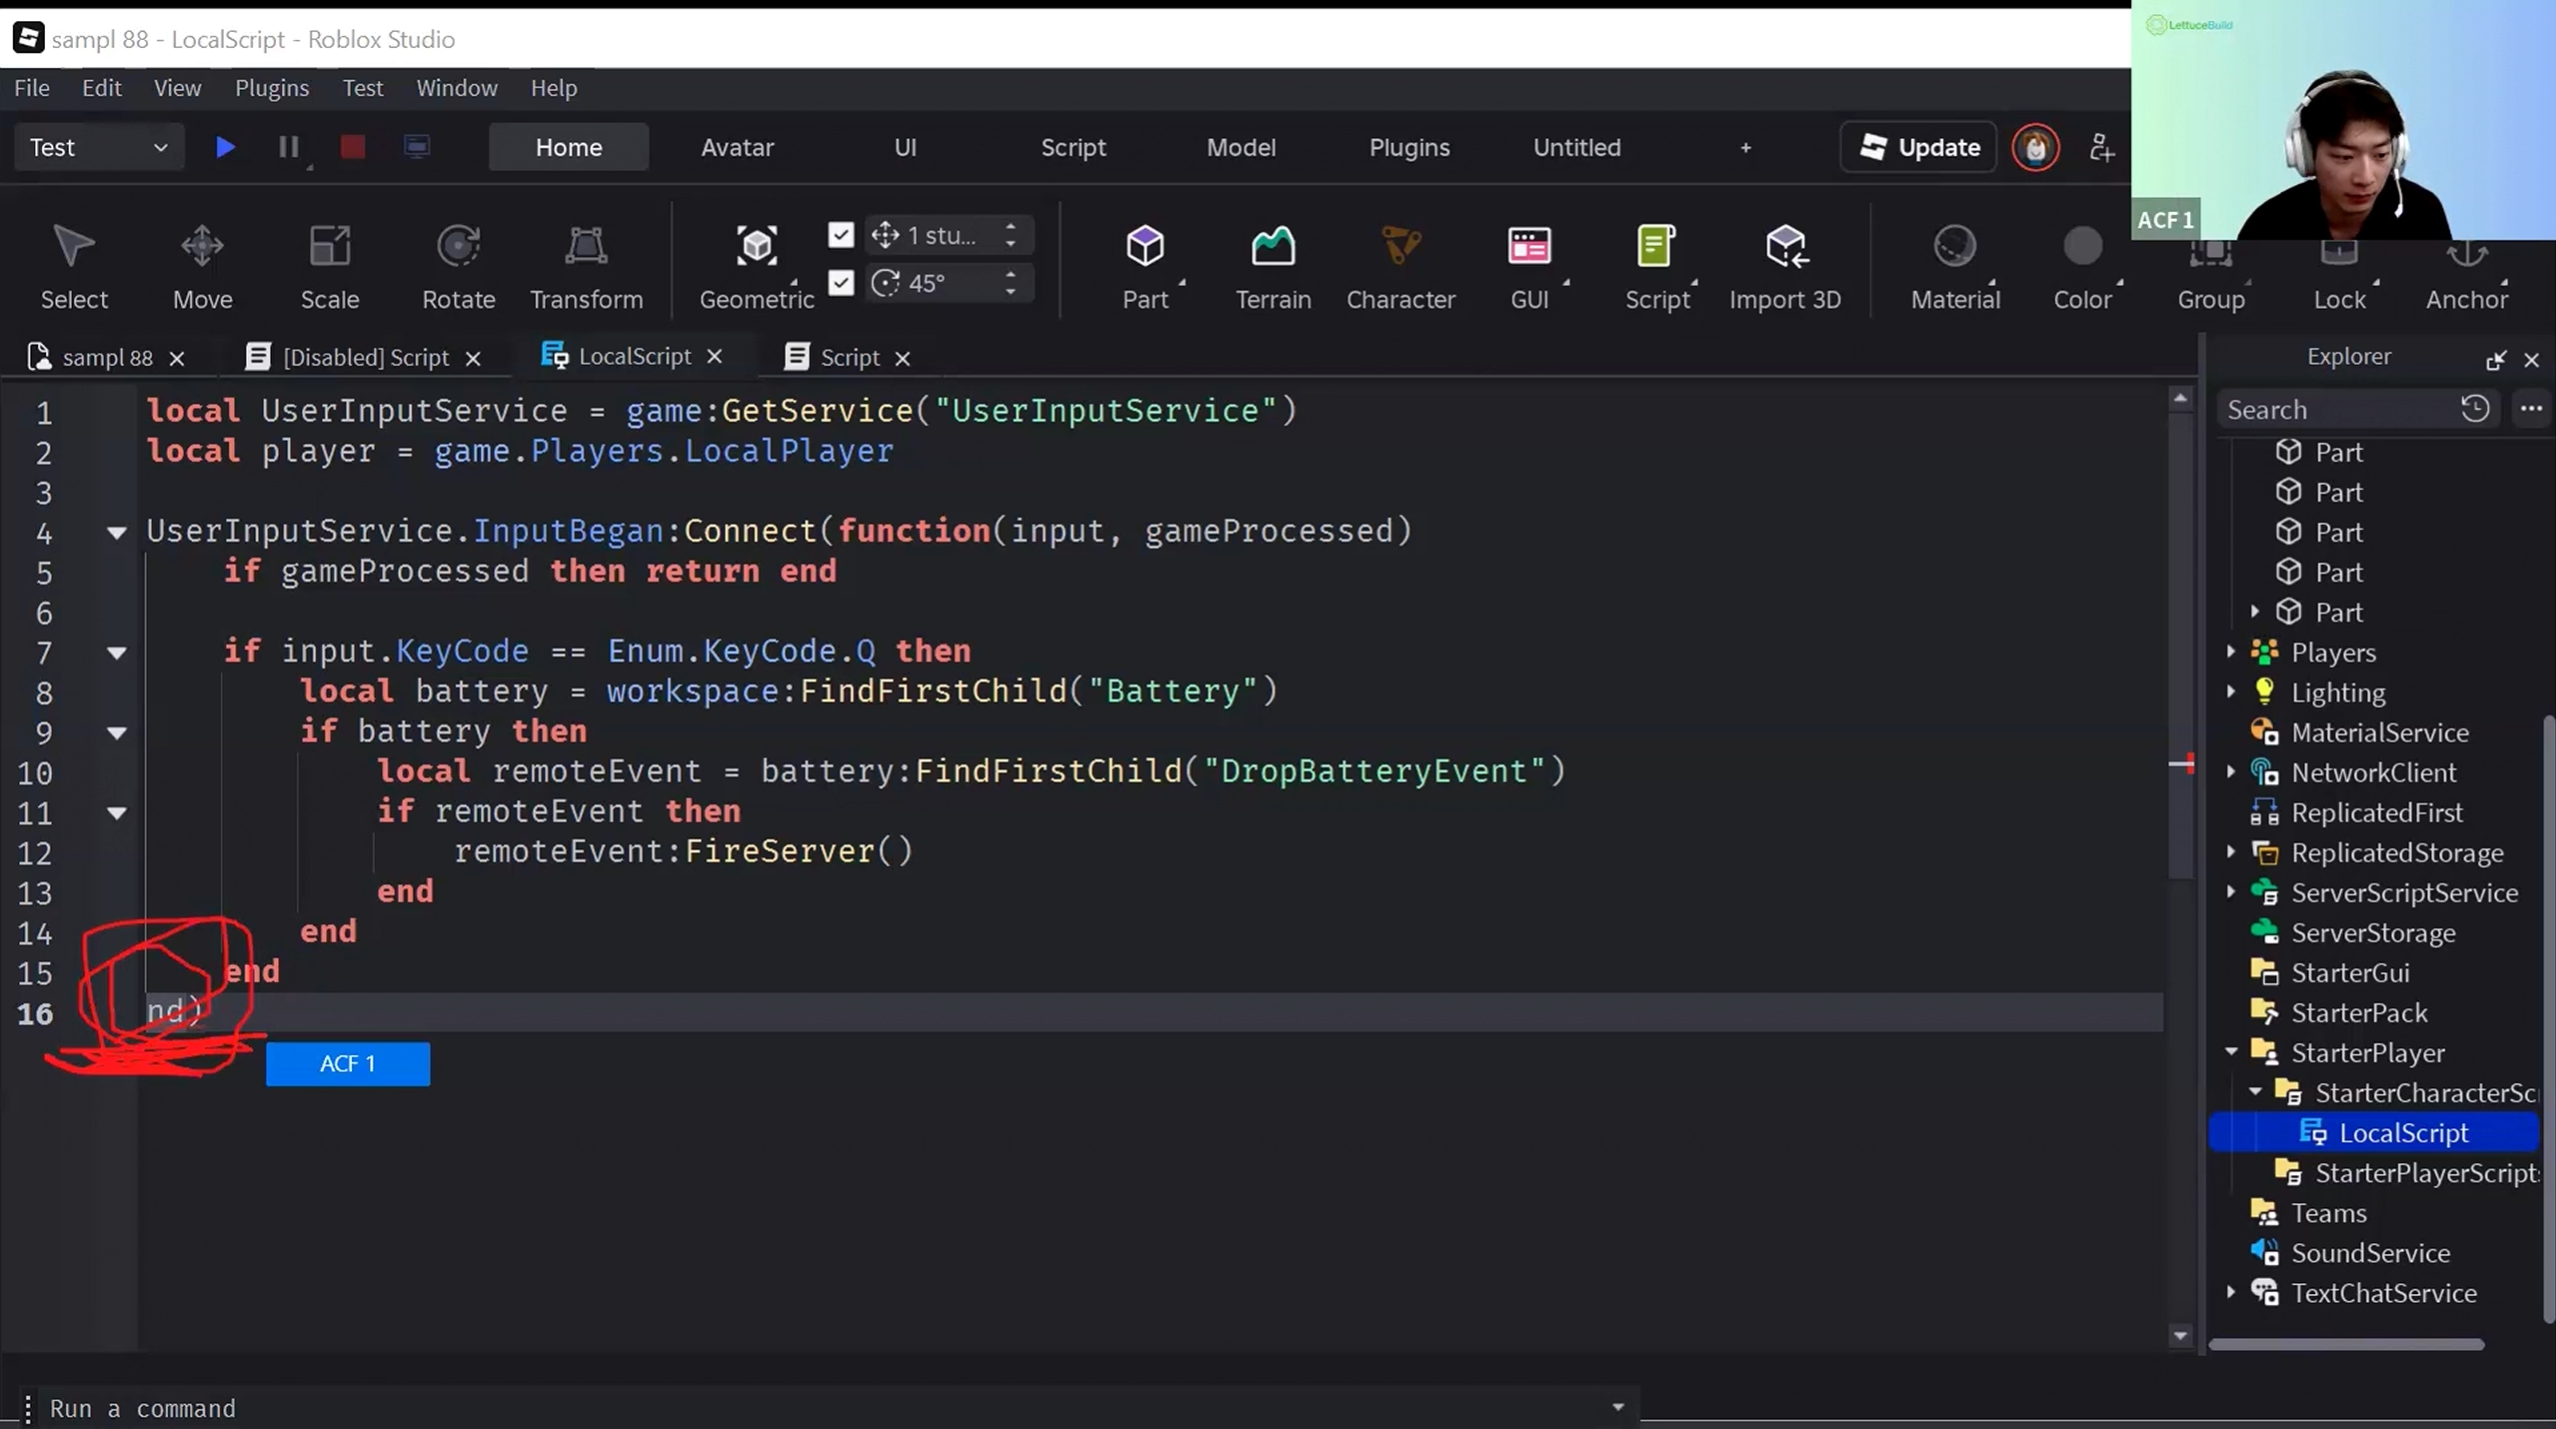 sampl 88 - LocalScript - Roblox Studio
LettuceBuild
File Edit View Plugins Test Window Help
Test Home Avatar UI Script Model Plugins Untitled + Update
ACF 1
1 stu...
45°
Select Move Scale Rotate Transform Geometric Part Terrain Character GUI Script Import 3D Material Color Group Lock Anchor
sampl 88 [Disabled] Script LocalScript Script
1 local UserInputService = game:GetService("UserInputService")
2 local player = game.Players.LocalPlayer
3
4 UserInputService.InputBegan:Connect(function(input, gameProcessed)
5 if gameProcessed then return end
6
7 if input.KeyCode == Enum.KeyCode.Q then
8 local battery = workspace:FindFirstChild("Battery")
9 if battery then
10 local remoteEvent = battery:FindFirstChild("DropBatteryEvent")
11 if remoteEvent then
12 remoteEvent:FireServer()
13 end
14 end
15 end
16 nd)
ACF 1
Explorer
Search
Part
Part
Part
Part
Part
Players
Lighting
MaterialService
NetworkClient
ReplicatedFirst
ReplicatedStorage
ServerScriptService
ServerStorage
StarterGui
StarterPack
StarterPlayer
StarterCharacterSc
LocalScript
StarterPlayerScript
Teams
SoundService
TextChatService
Run a command